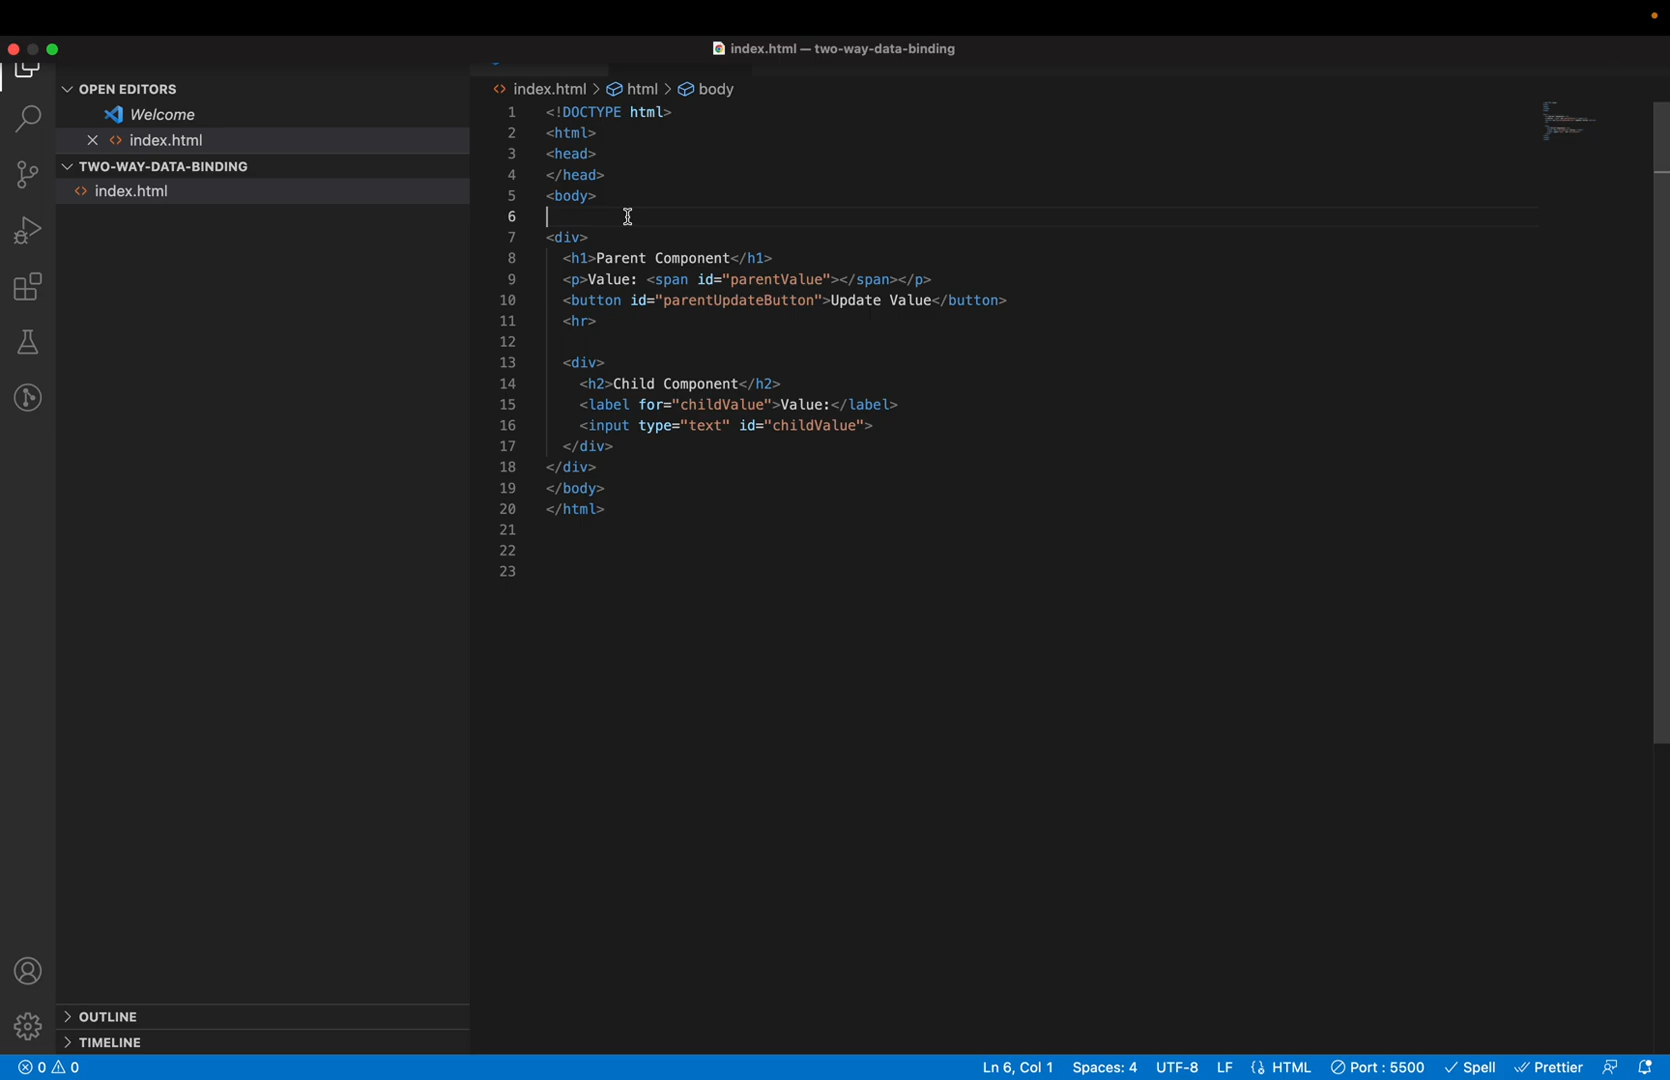 index.html — two-way-data-binding
OPEN EDITORS
Welcome
index.html
TWO-WAY-DATA-BINDING
index.html
index.html > html > body
1 <!DOCTYPE html>
2 <html>
3 <head>
4 </head>
5 <body>
6
7 <div>
8 <h1>Parent Component</h1>
9 <p>Value: <span id="parentValue"></span></p>
10 <button id="parentUpdateButton">Update Value</button>
11 <hr>
12
13 <div>
14 <h2>Child Component</h2>
15 <label for="childValue">Value:</label>
16 <input type="text" id="childValue">
17 </div>
18 </div>
19 </body>
20 </html>
21
22
23
OUTLINE
TIMELINE
0 0 Ln 6, Col 1 Spaces: 4 UTF-8 LF HTML Port : 5500 Spell Prettier